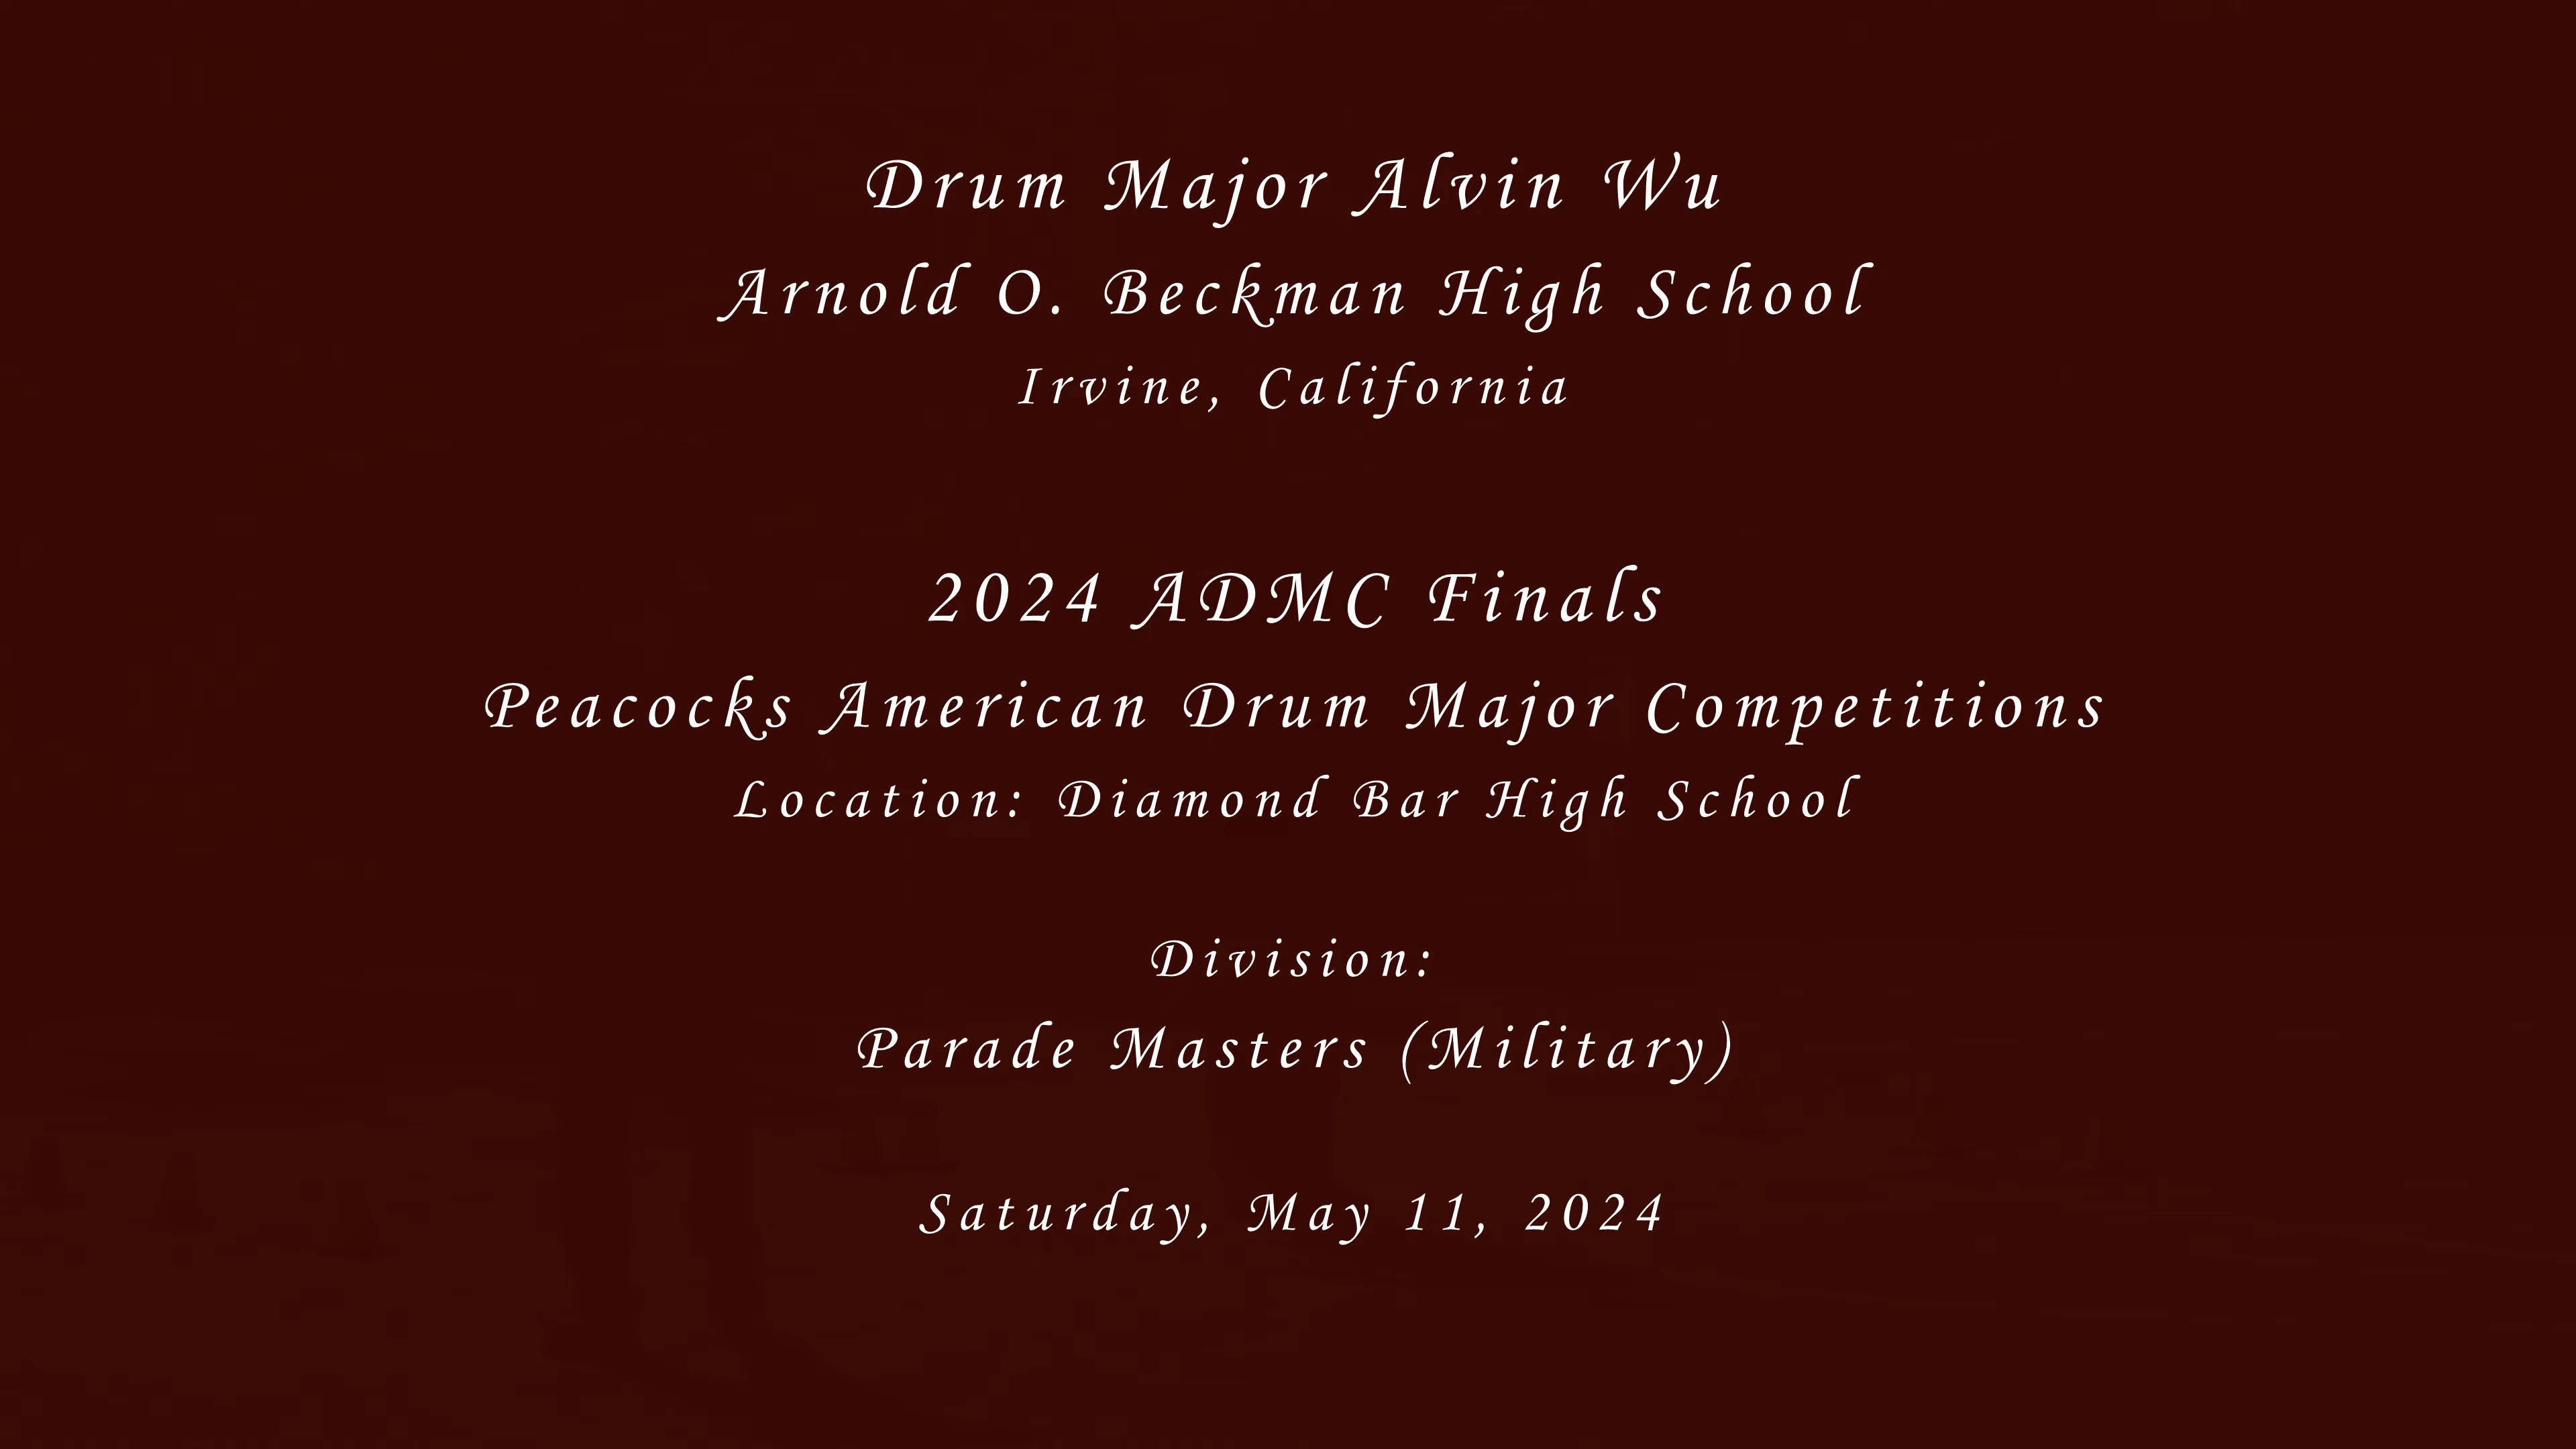 Drum Major Alvin Wu
Arnold O. Beckman High School
Irvine, California
2024 ADMC Finals
Peacocks American Drum Major Competitions
Location: Diamond Bar High School
Division:
Parade Masters (Military)
Saturday, May 11, 2024